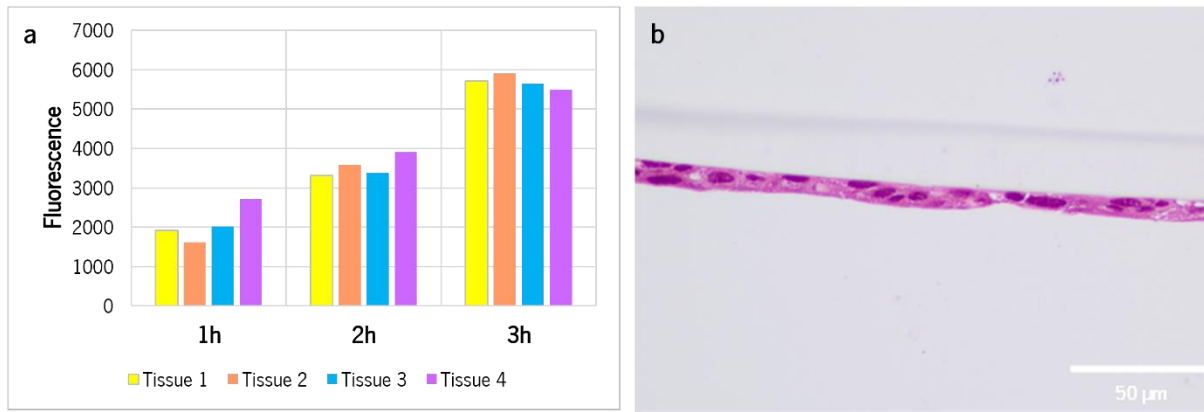 a
7000
6000
5000
4000
3000
2000
1000
0
Fluorescence
1h 2h 3h
Tissue 1 Tissue 2 Tissue 3 Tissue 4
b
50 µm